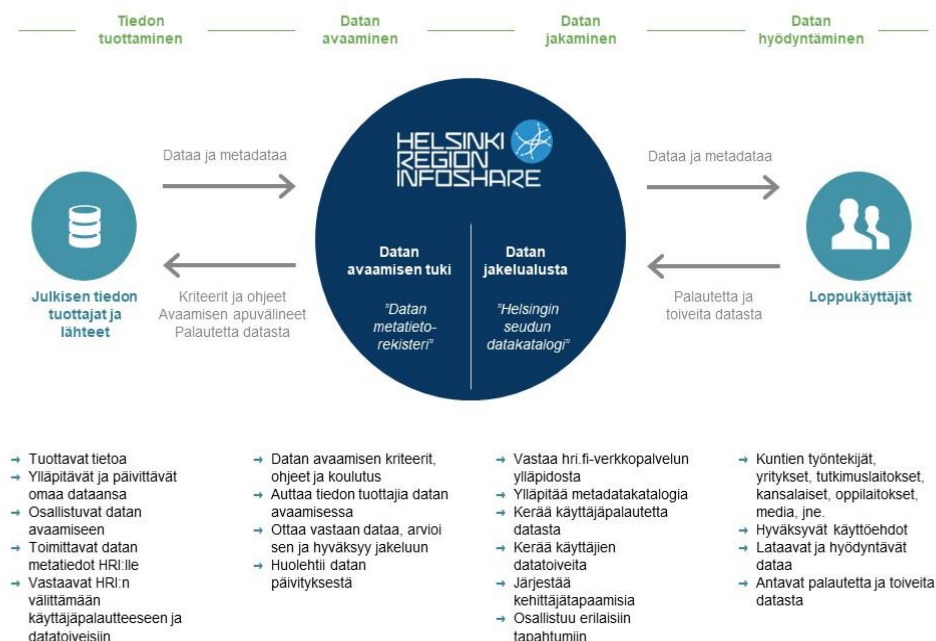 Tiedon
tuottaminen
Datan
avaaminen
Datan
jakaminen
Datan
hyödyntäminen
Dataa ja metadataa
HELSINKI
REGION
INFOSHARE
Dataa ja metadataa
Datan
avaamisen tuki
Datan
jakelualusta
Julkisen tiedon
tuottajat ja
lähteet
Kriteerit ja ohjeet
Avaamisen apuvälineet
Palautetta datasta
"Datan
metatieto-
rekisteri"
"Helsingin
seudun
datakatalogi"
Palautetta ja
toiveita datasta
Loppukäyttäjät
→ Tuottavat tietoa
→ Ylläpitävät ja päivittävät
omaa dataansa
→ Osallistuvat datan
avaamiseen
→ Toimittavat datan
metatiedot HRI:lle
→ Vastaavat HRI:n
välittämään
käyttäjäpalautteeseen ja
datatoiveisiin
→ Datan avaamisen kriteerit,
ohjeet ja koulutus
→ Auttaa tiedon tuottajia datan
avaamisessa
→ Ottaa vastaan dataa, arvioi
sen ja hyväksyy jakeluun
→ Huolehtii datan
päivityksestä
→ Vastaa hri.fi-verkkopalvelun
ylläpidosta
→ Ylläpitää metadatakatalogia
→ Kerää käyttäjäpalautetta
datasta
→ Kerää käyttäjien
datatoiveita
→ Järjestää
kehittäjätapaamisia
→ Osallistuu erilaisiin
tapahtumiin
→ Kuntien työntekijät,
yritykset, tutkimuslaitokset,
kansalaiset, oppilaitokset,
media, jne.
→ Hyväksyvät käyttöehdot
→ Lataavat ja hyödyntävät
dataa
→ Antavat palautetta ja toiveita
datasta